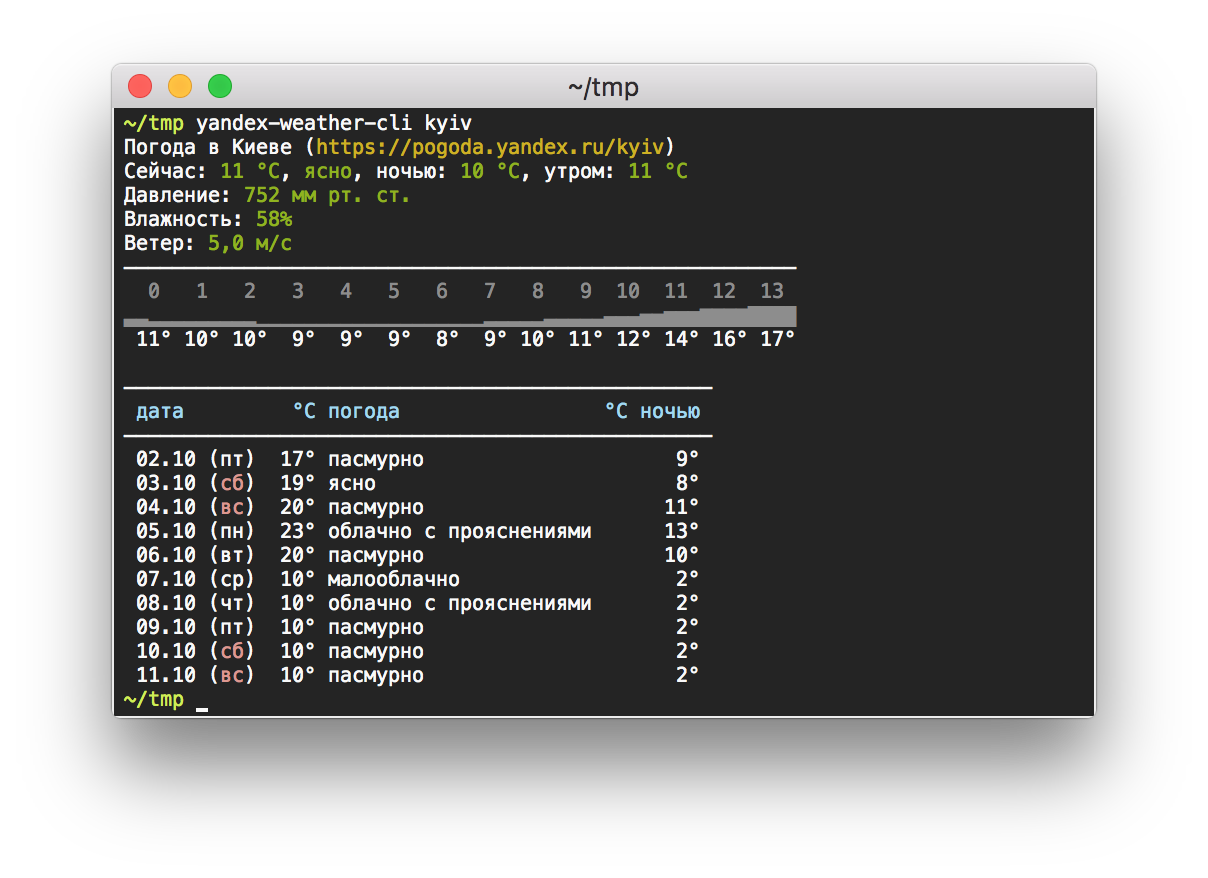 ~/tmp
~/tmp yandex-weather-cli kyiv
Погода в Киеве (https://pogoda.yandex.ru/kyiv)
Сейчас: 11 °C, ясно, ночью: 10 °C, утром: 11 °C
Давление: 752 мм рт. ст.
Влажность: 58%
Ветер: 5,0 м/с
0 1 2 3 4 5 6 7 8 9 10 11 12 13
11° 10° 10° 9° 9° 9° 8° 9° 10° 11° 12° 14° 16° 17°
дата °C погода °C ночью
02.10 (пт) 17° пасмурно 9°
03.10 (сб) 19° ясно 8°
04.10 (вс) 20° пасмурно 11°
05.10 (пн) 23° облачно с прояснениями 13°
06.10 (вт) 20° пасмурно 10°
07.10 (ср) 10° малооблачно 2°
08.10 (чт) 10° облачно с прояснениями 2°
09.10 (пт) 10° пасмурно 2°
10.10 (сб) 10° пасмурно 2°
11.10 (вс) 10° пасмурно 2°
~/tmp _